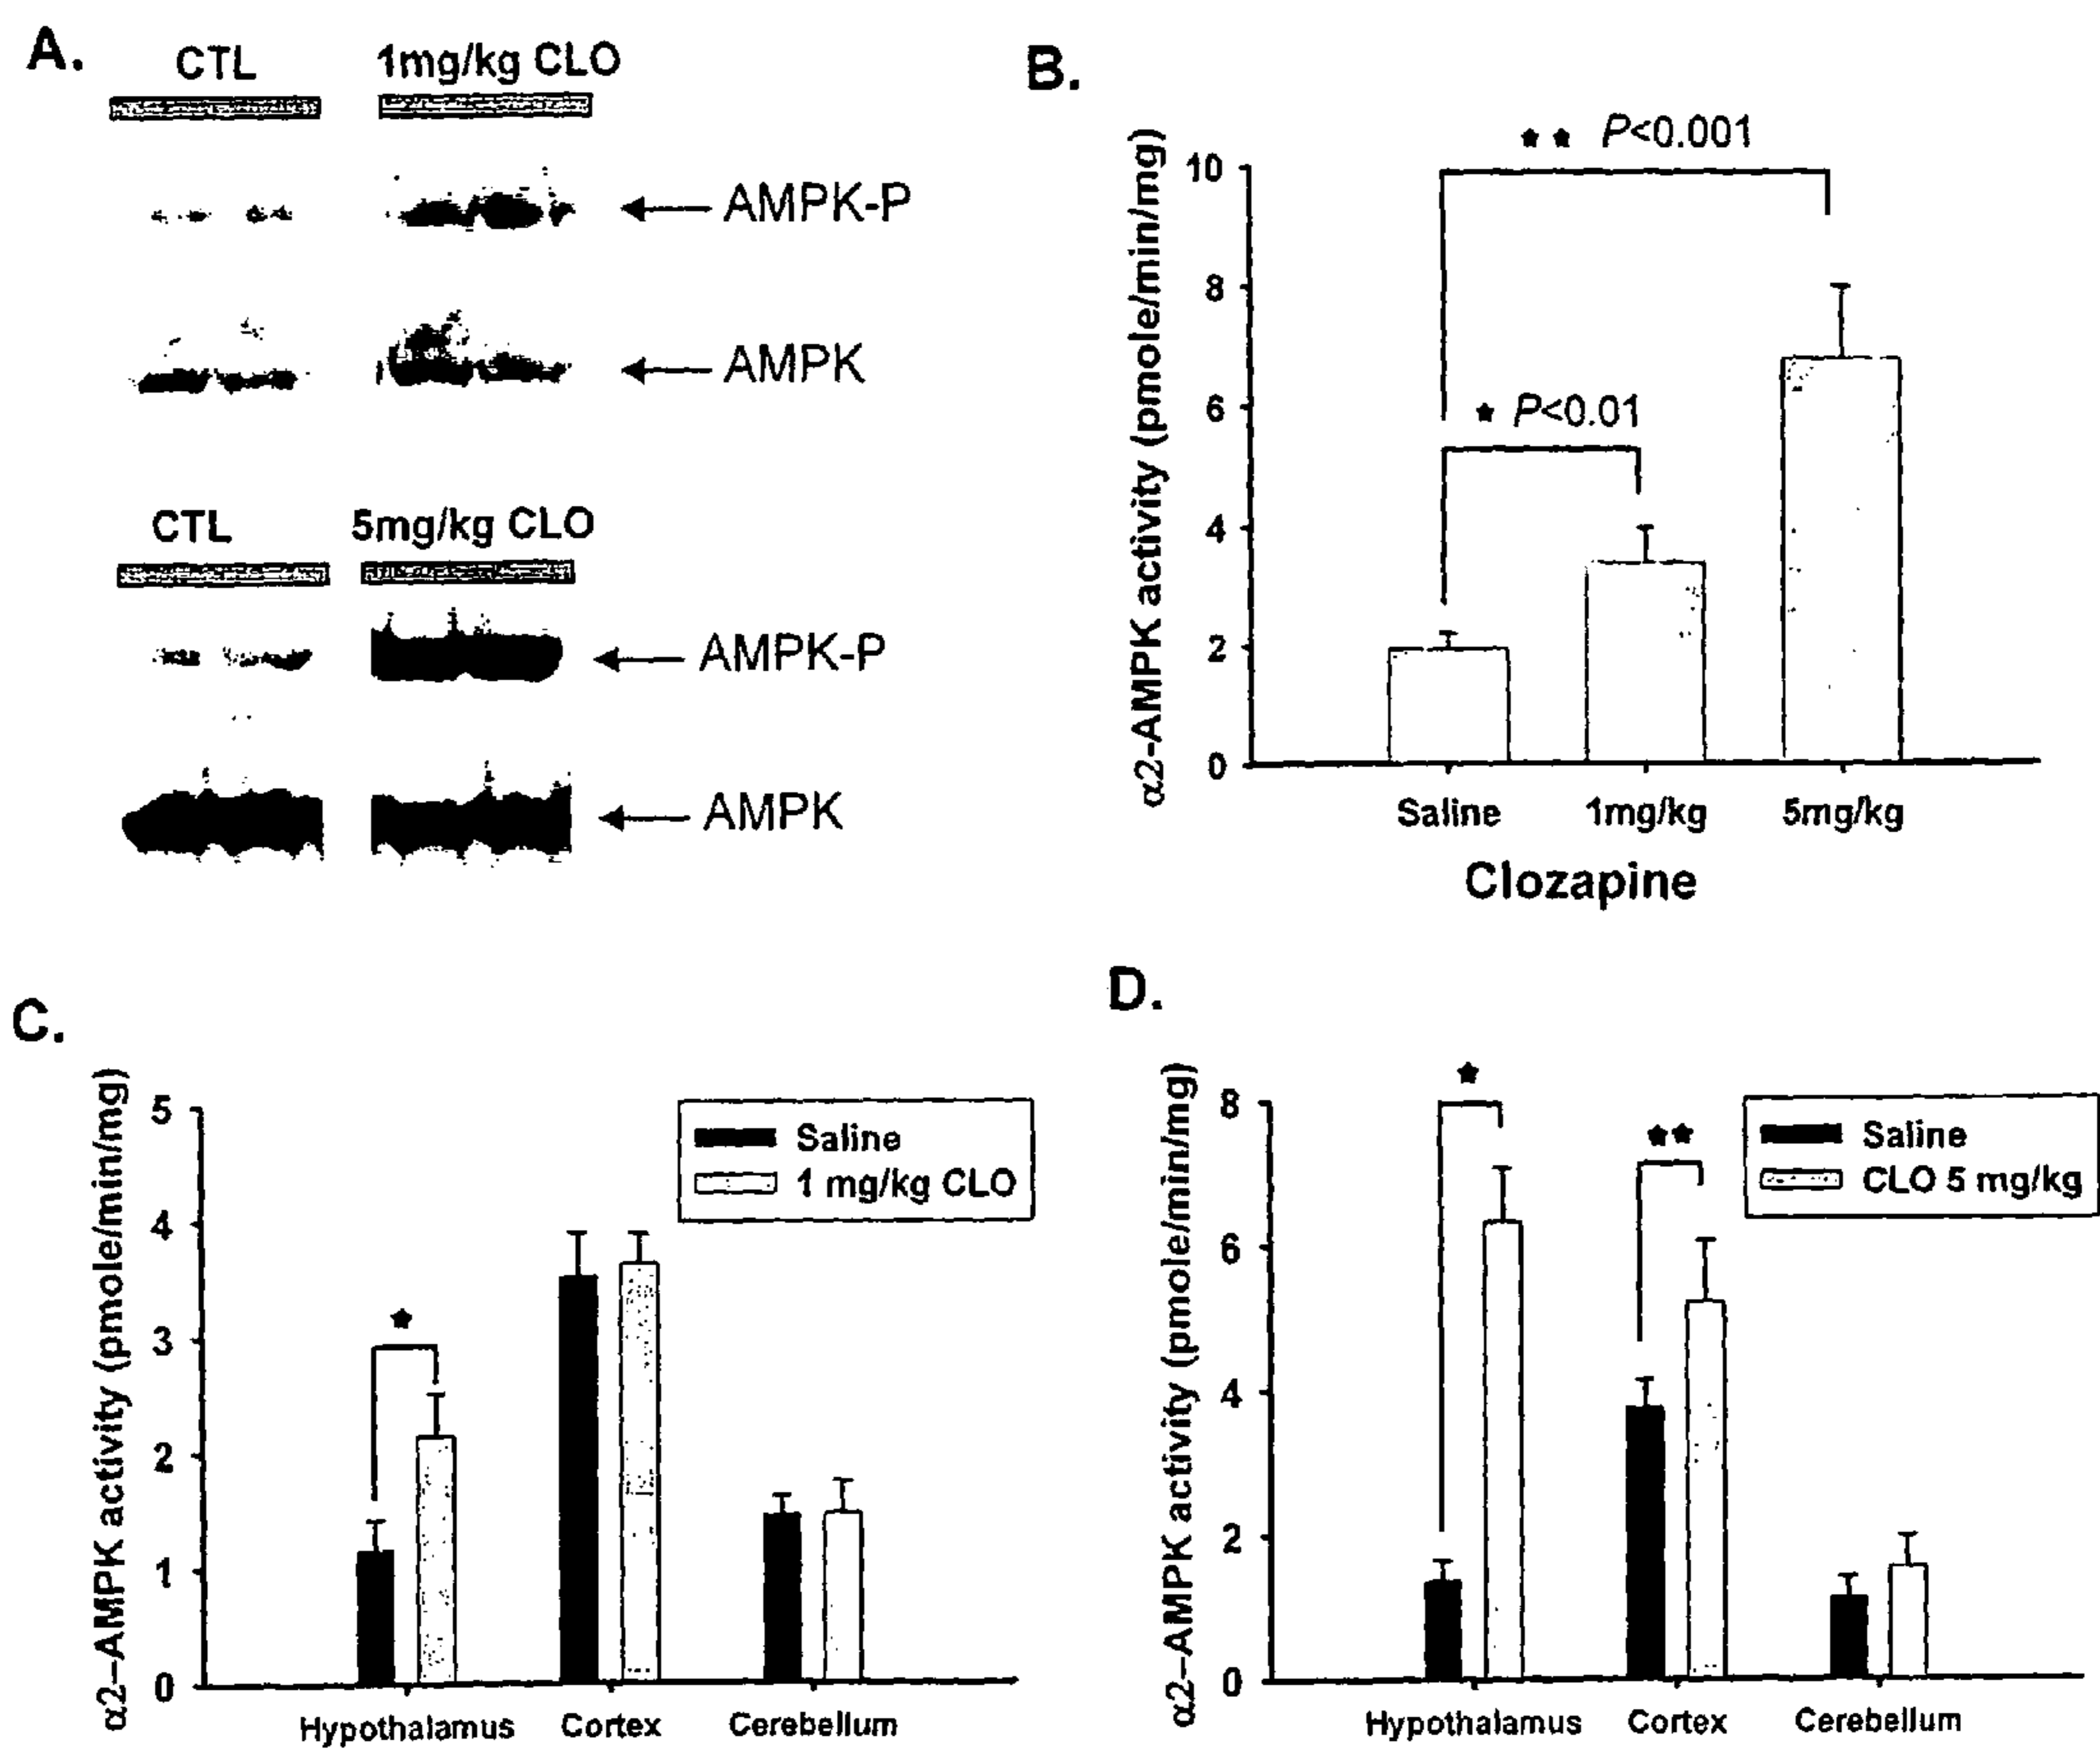 A.
CTL 1mg/kg CLO
AMPK-P
AMPK
CTL 5mg/kg CLO
AMPK-P
AMPK
B.
α2-AMPK activity (pmole/min/mg)
★★ P<0.001
★ P<0.01
10
8
6
4
2
0
Saline 1mg/kg 5mg/kg
Clozapine
C.
α2–AMPK activity (pmole/min/mg)
5
4
3
2
1
0
Saline
1 mg/kg CLO
★
Hypothalamus Cortex Cerebellum
D.
α2–AMPK activity (pmole/min/mg)
8
6
4
2
0
★
★★
Saline
CLO 5 mg/kg
Hypothalamus Cortex Cerebellum